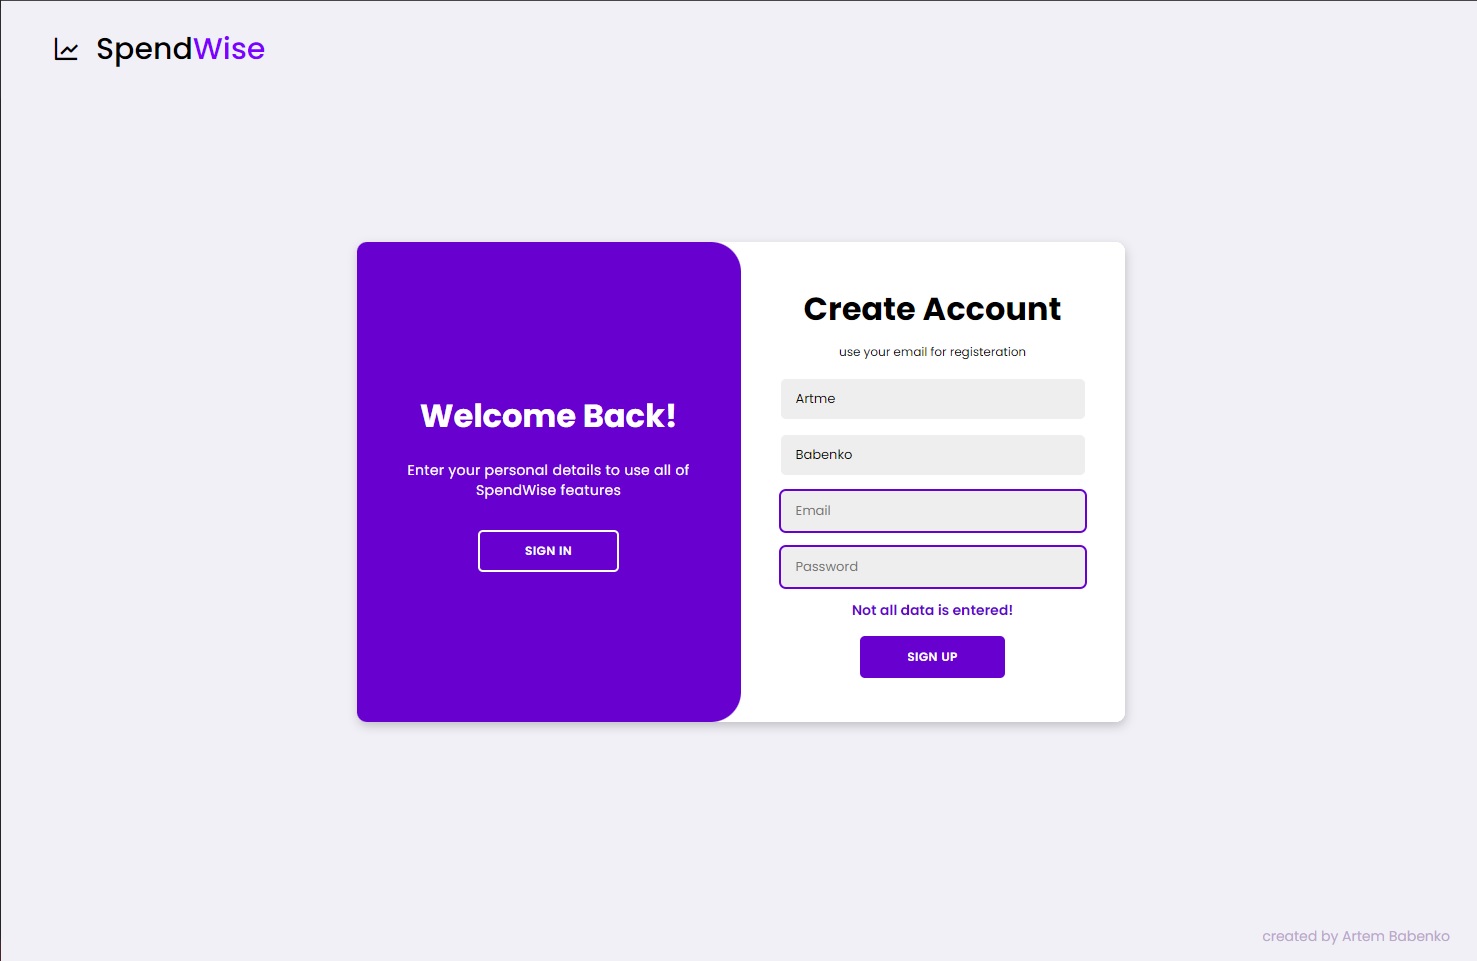 SpendWise
Welcome Back!
Enter your personal details to use all of
SpendWise features
SIGN IN
Create Account
use your email for registeration
Artme
Babenko
Email
Password
Not all data is entered!
SIGN UP
created by Artem Babenko